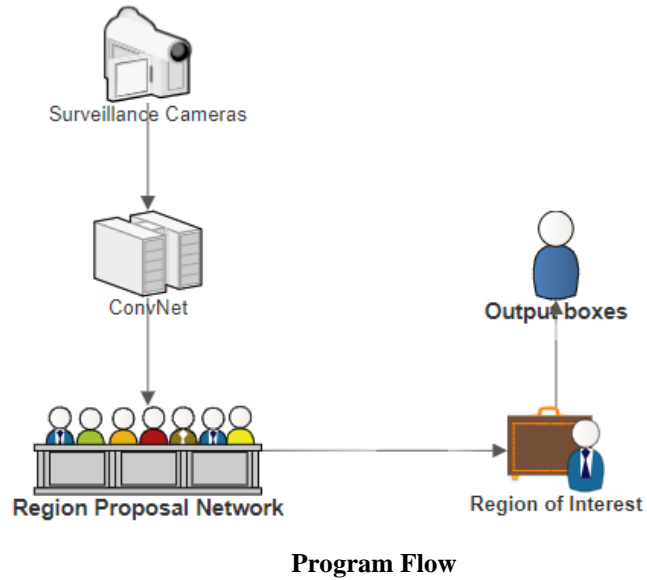 Surveillance Cameras
ConvNet
Region Proposal Network
Region of Interest
Output boxes
Program Flow